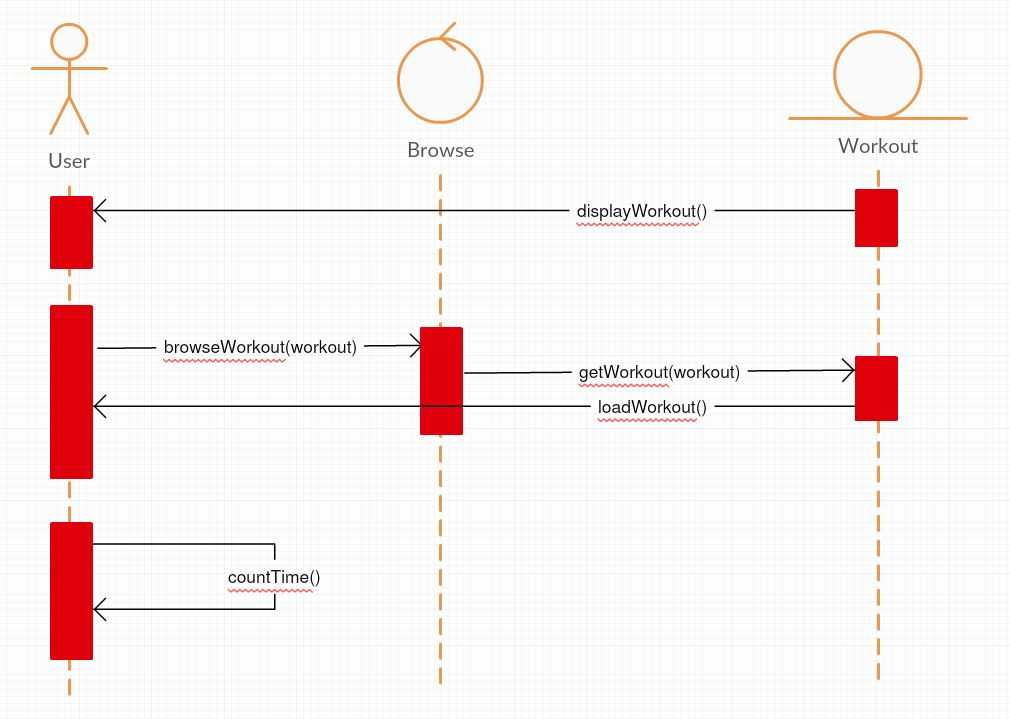 User
Browse
Workout
displayWorkout()
browseWorkout(workout)
getWorkout(workout)
loadWorkout()
countTime()